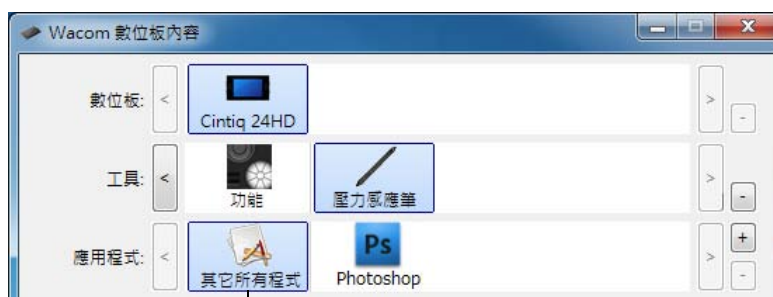 Wacom 數位板內容
數位板: < Cintiq 24HD > -
工具: < 功能 壓力感應筆 > -
應用程式: < 其它所有程式 Ps Photoshop > + -